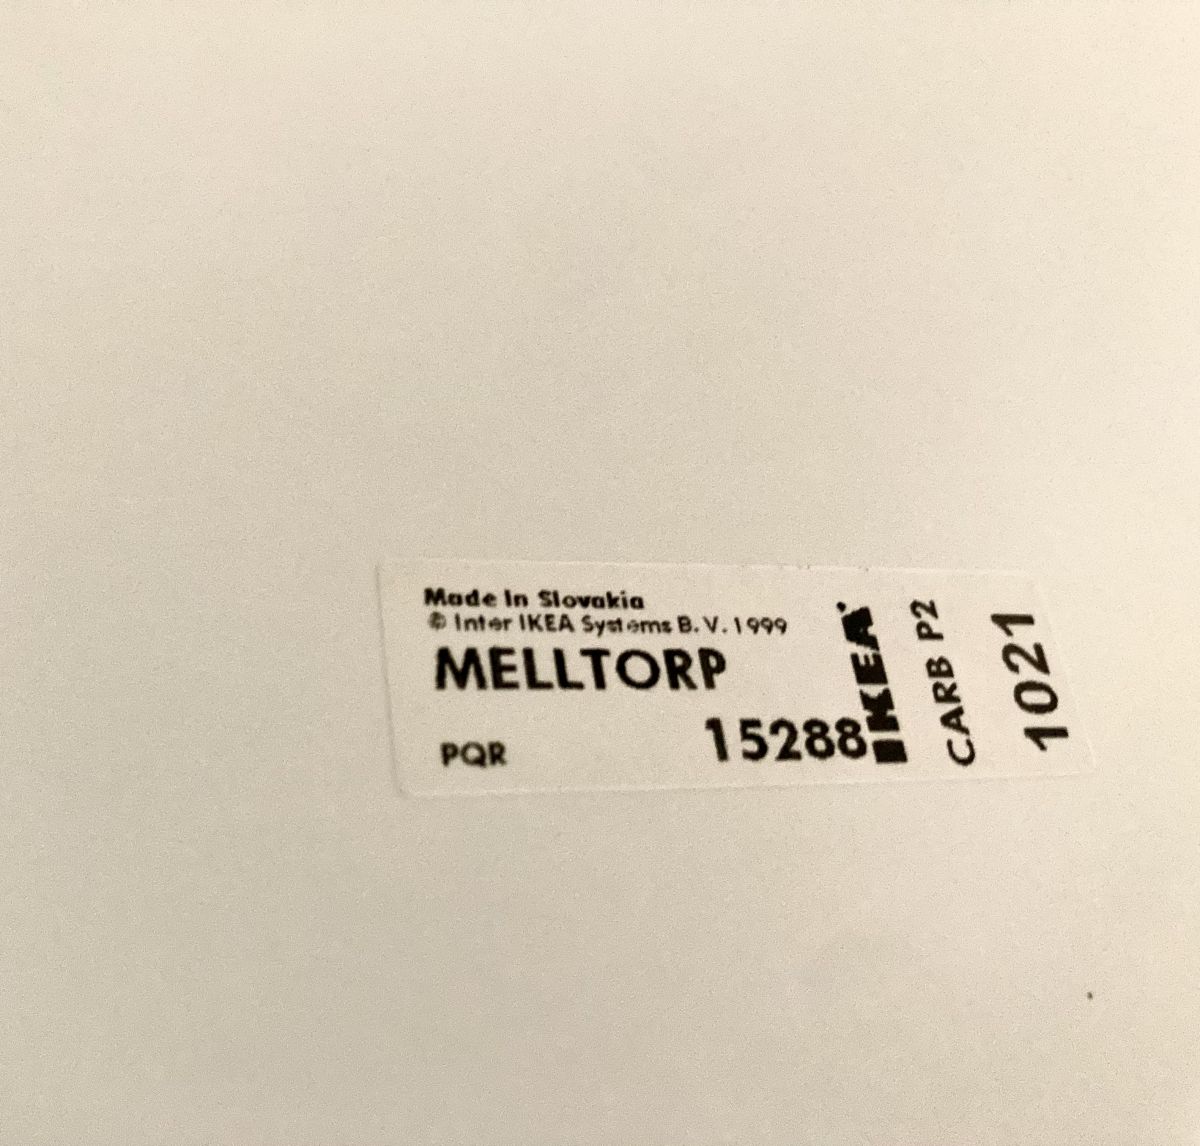 Made In Slovakia
© Inter IKEA Systems B. V. 1999
MELLTORP
PQR
15288
IKEA
CARB P2
1021